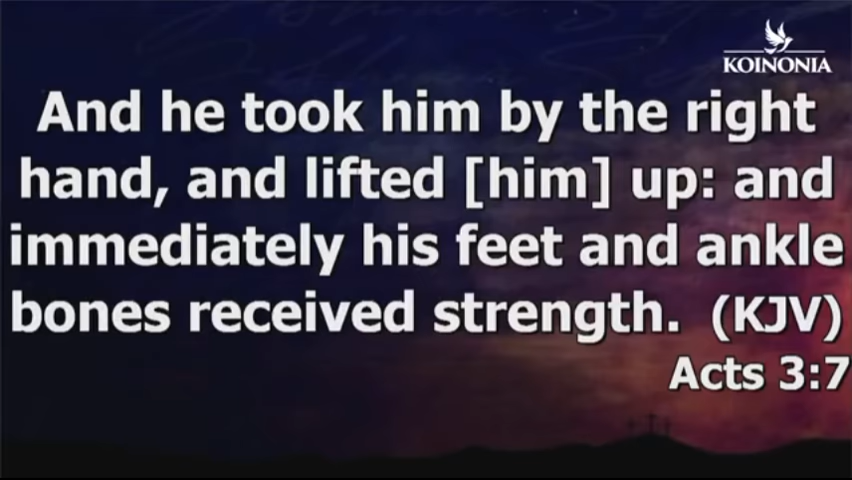 KOINONIA
And he took him by the right
hand, and lifted [him] up: and
immediately his feet and ankle
bones received strength. (KJV)
Acts 3:7